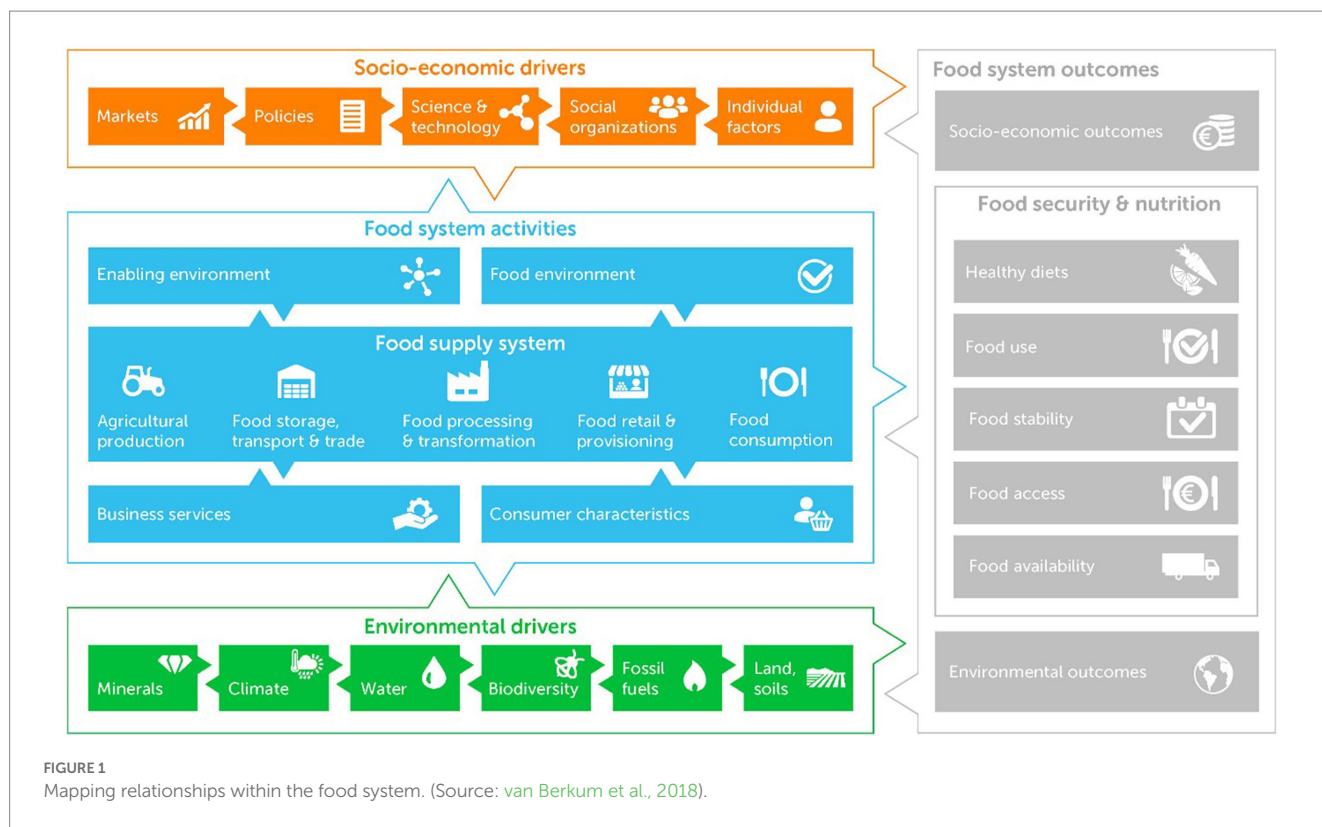 Socio-economic drivers
Markets
Policies
Science &
technology
Social
organizations
Individual
factors
Food system activities
Enabling environment
Food environment
Food supply system
Agricultural
production
Food storage,
transport & trade
Food processing
& transformation
Food retail &
provisioning
Food
consumption
Business services
Consumer characteristics
Environmental drivers
Minerals
Climate
Water
Biodiversity
Fossil
fuels
Land,
soils
Food system outcomes
Socio-economic outcomes
€
Food security & nutrition
Healthy diets
Food use
Food stability
Food access
€
Food availability
Environmental outcomes
FIGURE 1
Mapping relationships within the food system. (Source: van Berkum et al., 2018).